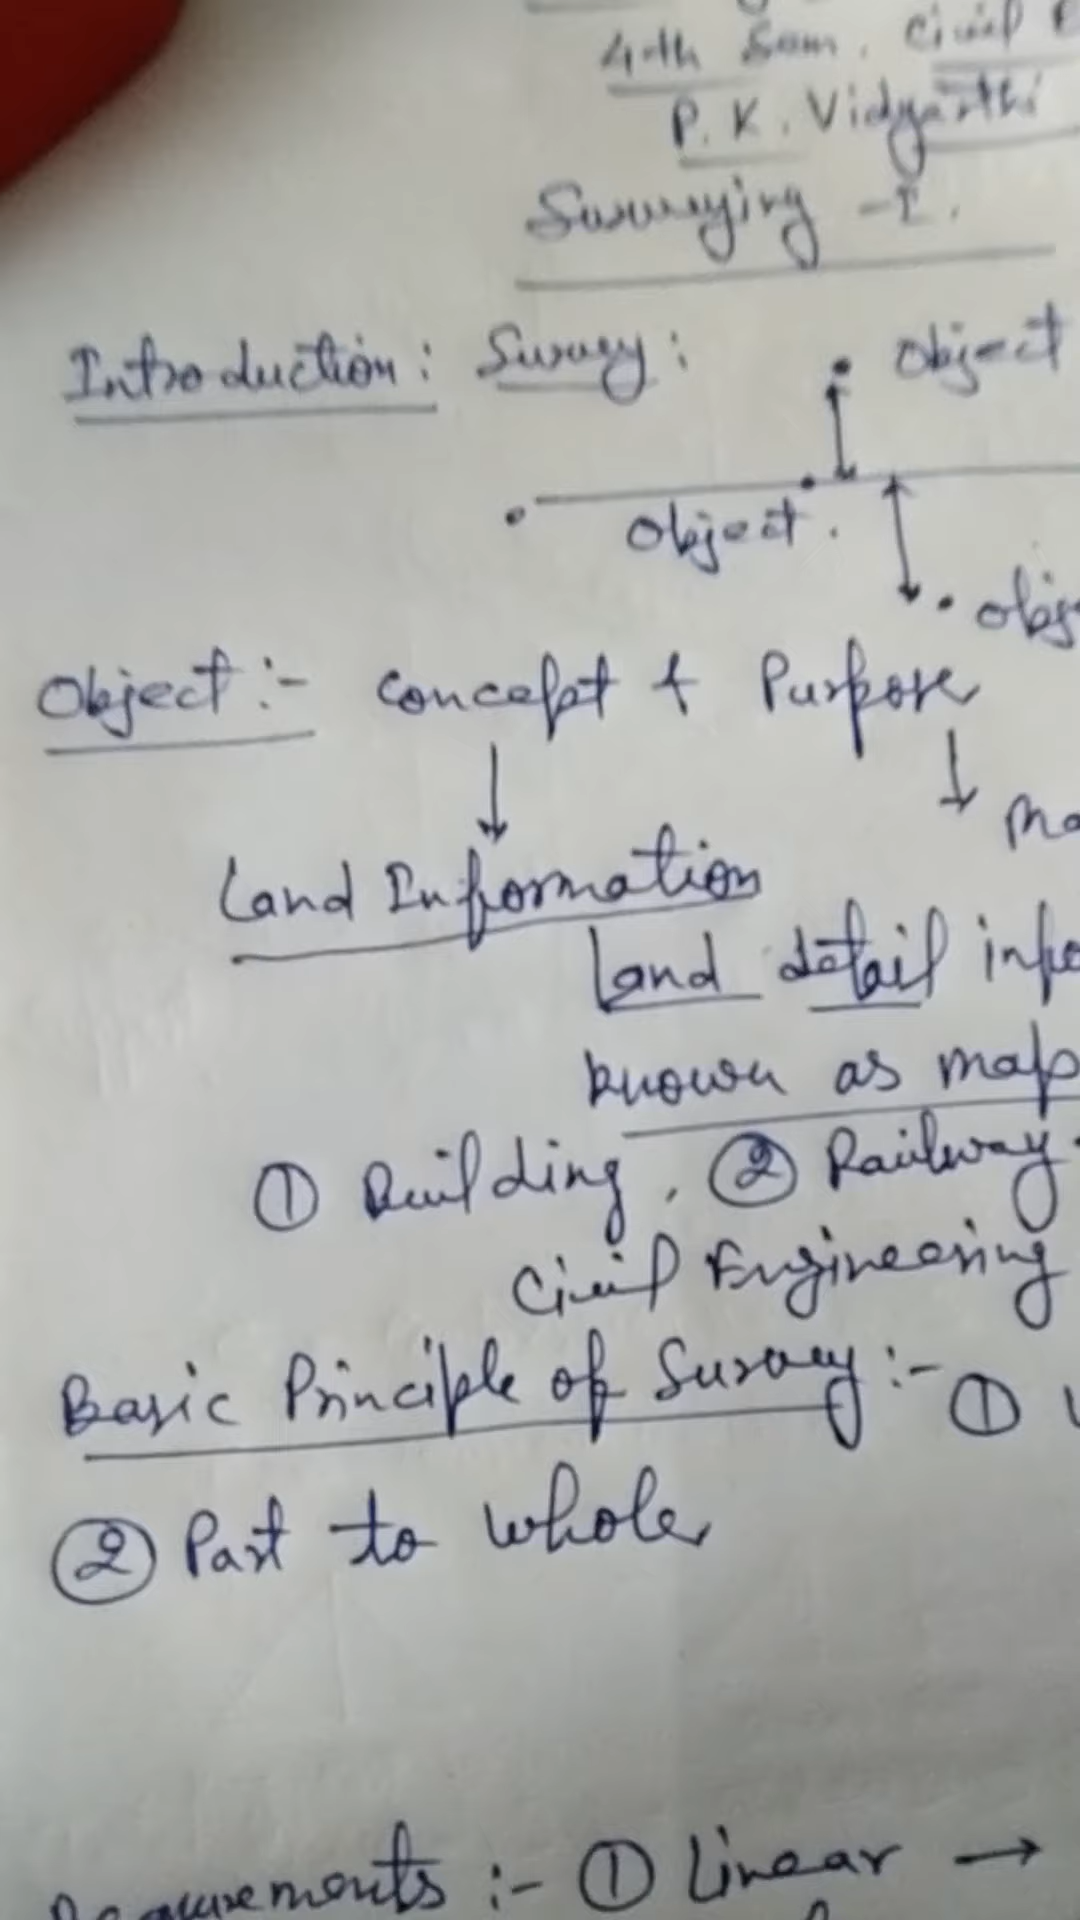 4th Sem. Civil
P. K. Vidyarthi
Surveying -I.
Introduction: Survey:
Object
Object.
Object:- Concept & Purpose
Land Information
Land detail
known as map
① Building, ② Railway
Civil Engineering
Basic Principle of Survey:- ①
② Part to whole
:- ① Linear →